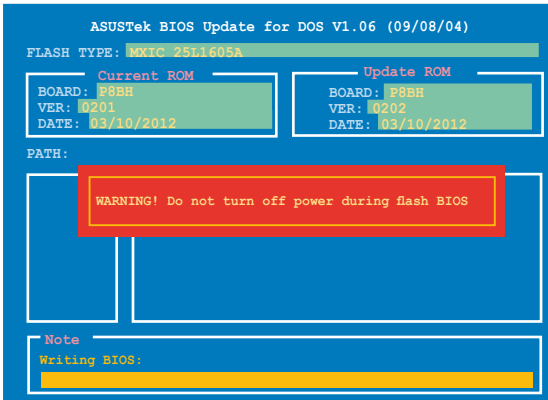 ASUSTek BIOS Update for DOS V1.06 (09/08/04)
FLASH TYPE: MXIC 25L1605A
Current ROM
BOARD: P8BH
VER: 0201
DATE: 03/10/2012
Update ROM
BOARD: P8BH
VER: 0202
DATE: 03/10/2012
PATH:
WARNING! Do not turn off power during flash BIOS
Note
Writing BIOS: